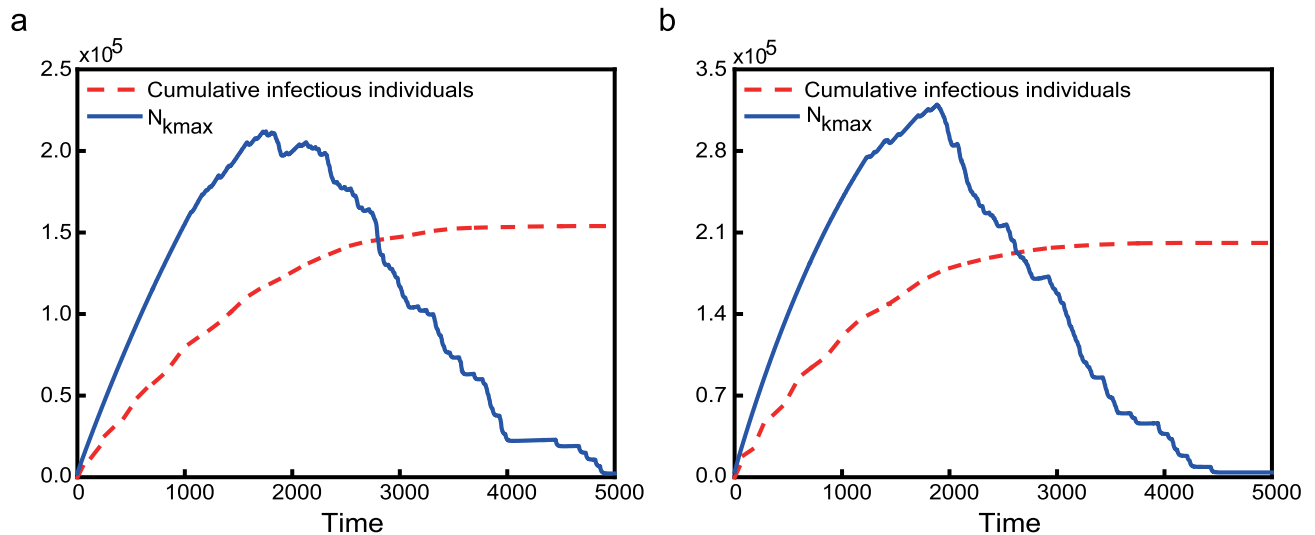 a
x10^5
2.5
2.0
1.5
1.0
0.5
0.0
Cumulative infectious individuals
N_kmax
0 1000 2000 3000 4000 5000
Time
b
x10^5
3.5
2.8
2.1
1.4
0.7
0.0
Cumulative infectious individuals
N_kmax
0 1000 2000 3000 4000 5000
Time